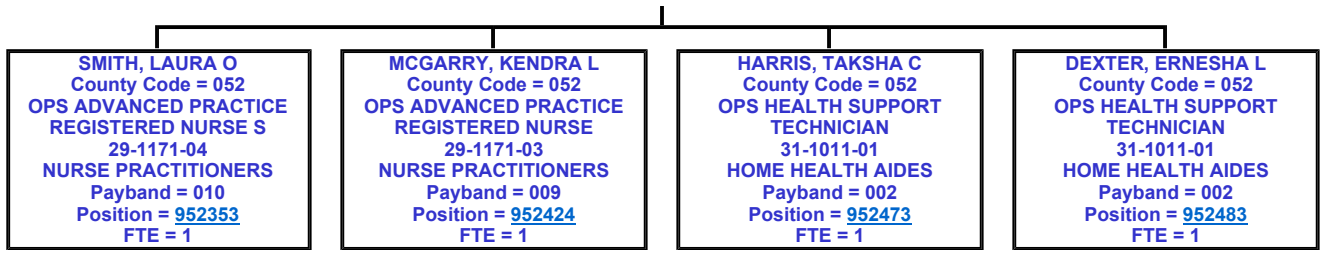 SMITH, LAURA O
County Code = 052
OPS ADVANCED PRACTICE
REGISTERED NURSE S
29-1171-04
NURSE PRACTITIONERS
Payband = 010
Position = 952353
FTE = 1
MCGARRY, KENDRA L
County Code = 052
OPS ADVANCED PRACTICE
REGISTERED NURSE
29-1171-03
NURSE PRACTITIONERS
Payband = 009
Position = 952424
FTE = 1
HARRIS, TAKSHA C
County Code = 052
OPS HEALTH SUPPORT
TECHNICIAN
31-1011-01
HOME HEALTH AIDES
Payband = 002
Position = 952473
FTE = 1
DEXTER, ERNESHA L
County Code = 052
OPS HEALTH SUPPORT
TECHNICIAN
31-1011-01
HOME HEALTH AIDES
Payband = 002
Position = 952483
FTE = 1